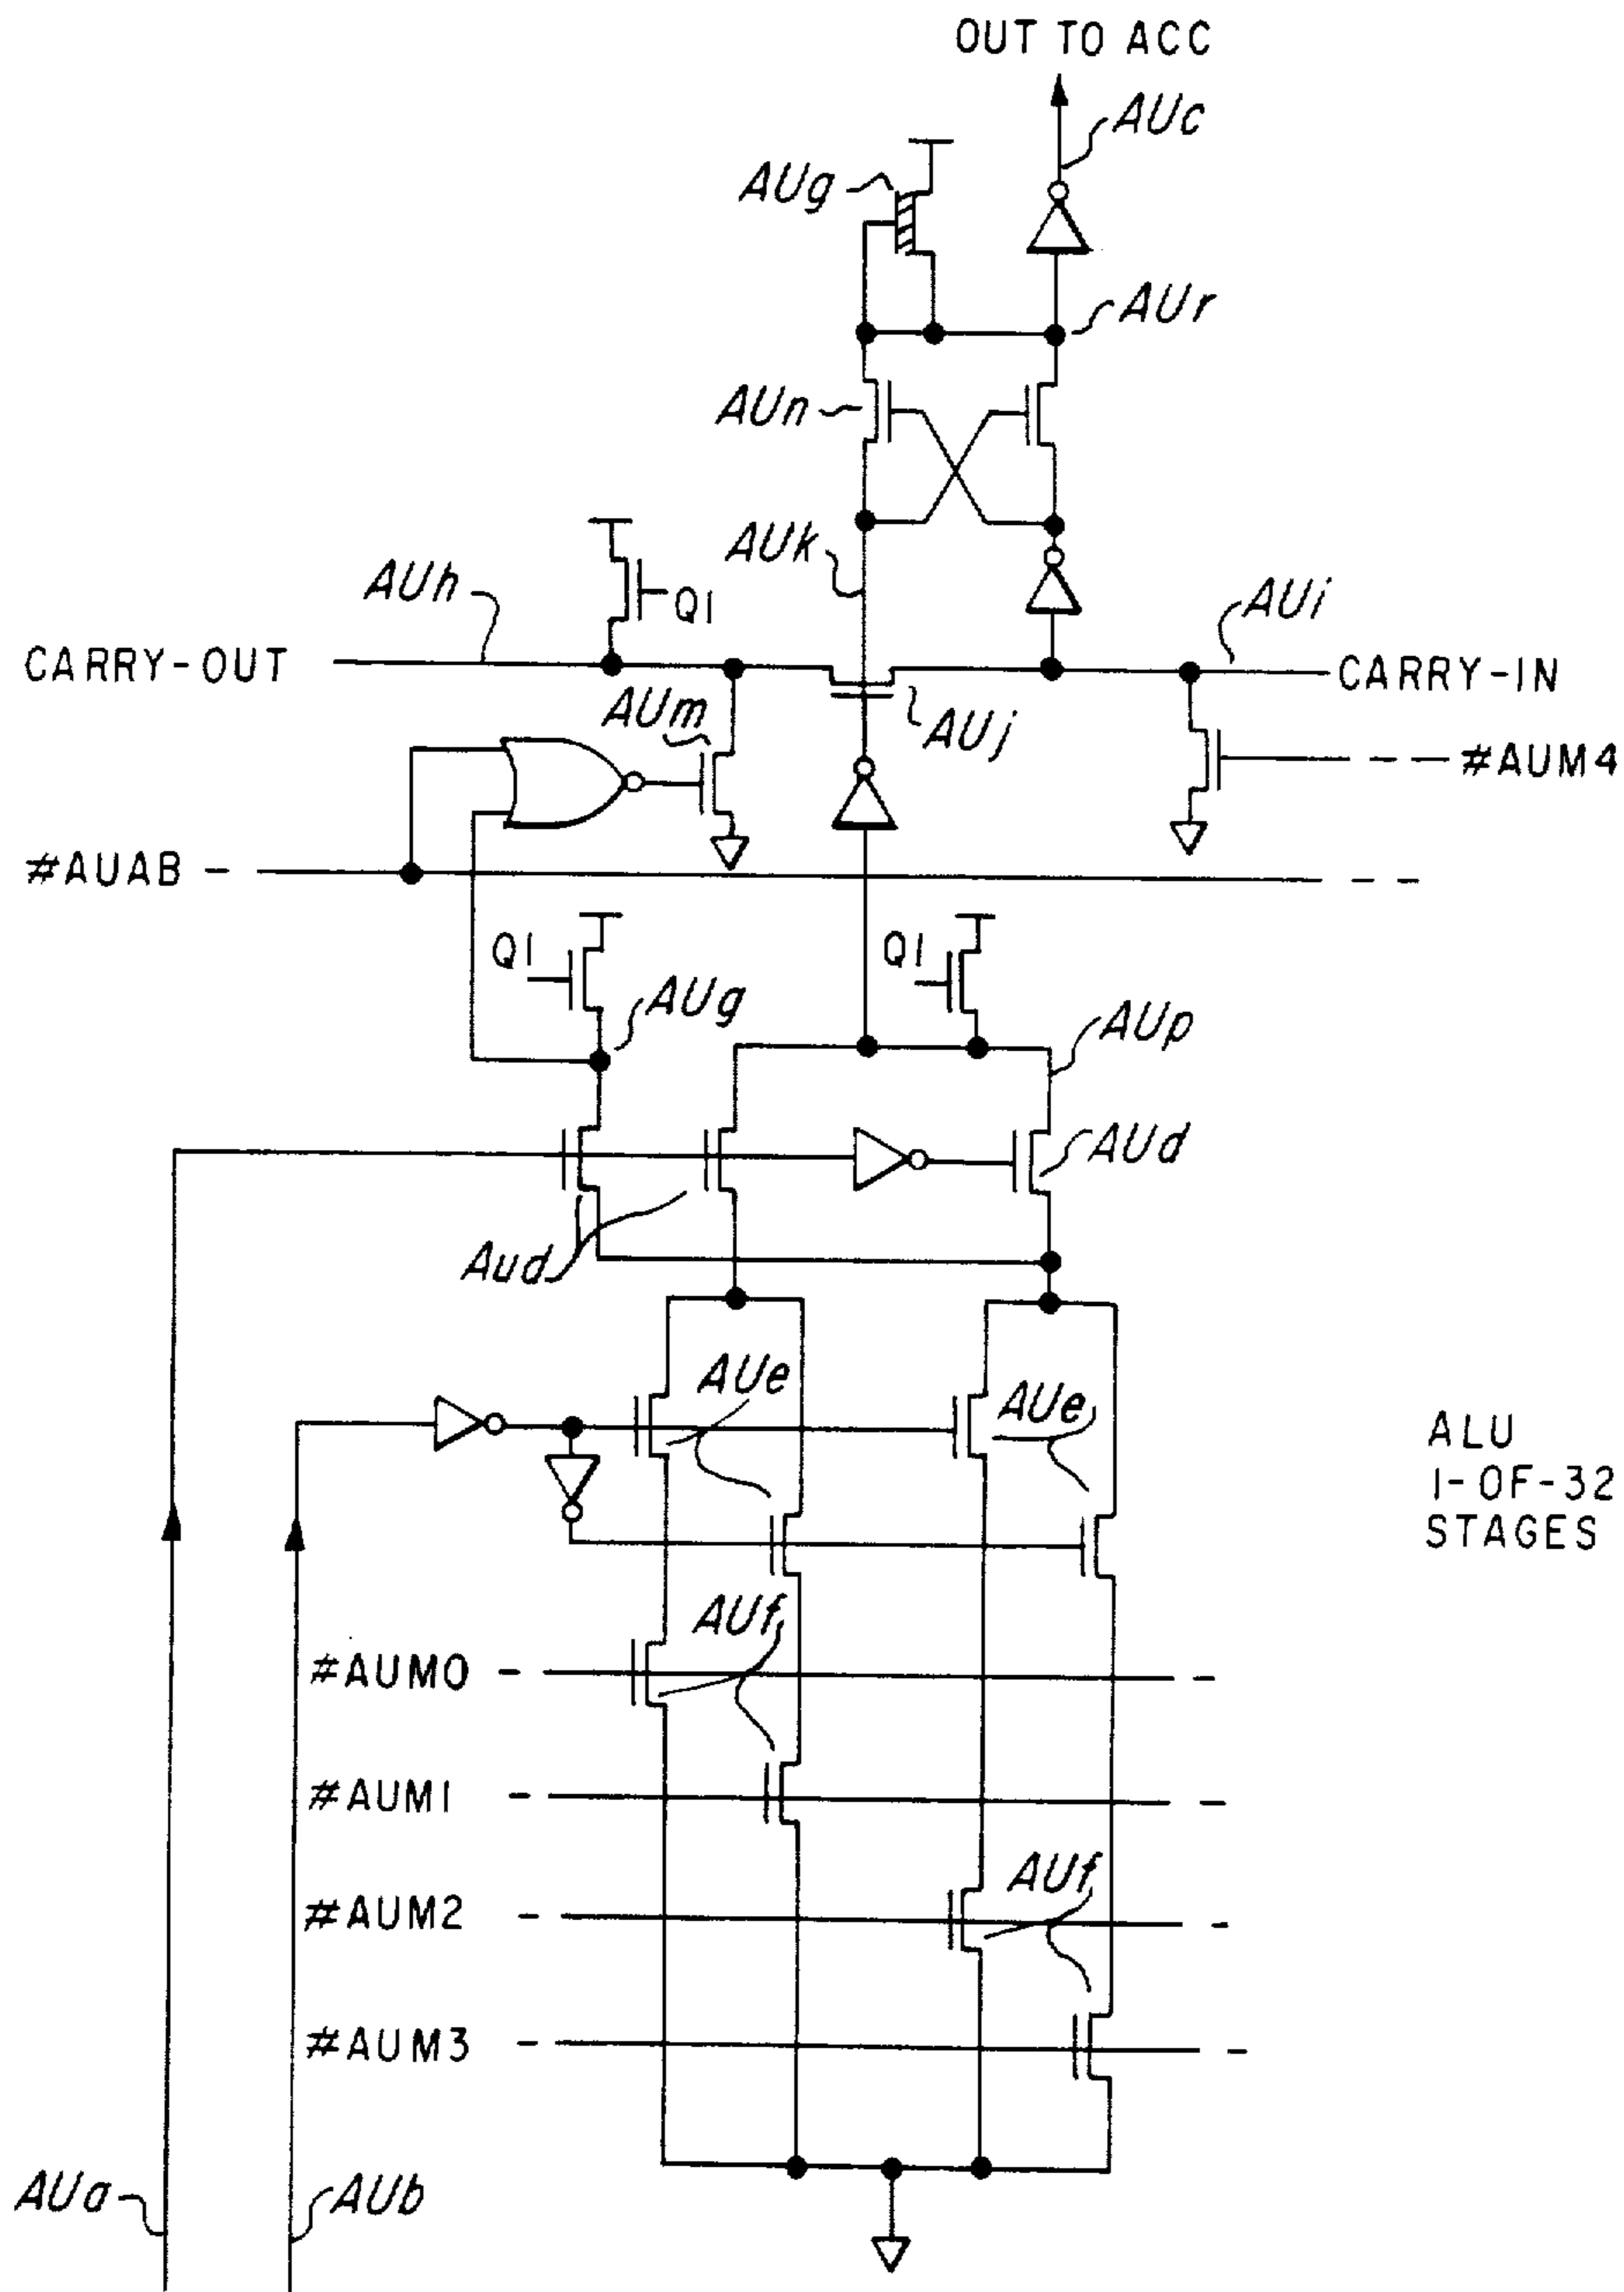 OUT TO ACC
AUc
AUg
AUr
AUn
AUk
AUh
Q1
AUi
CARRY-OUT
CARRY-IN
AUm
AUj
#AUM4
#AUAB
Q1
Q1
AUg
AUp
AUd
Aud
AUe
AUe
ALU
1-OF-32
STAGES
AUf
#AUM0
#AUM1
AUf
#AUM2
#AUM3
AUa
AUb